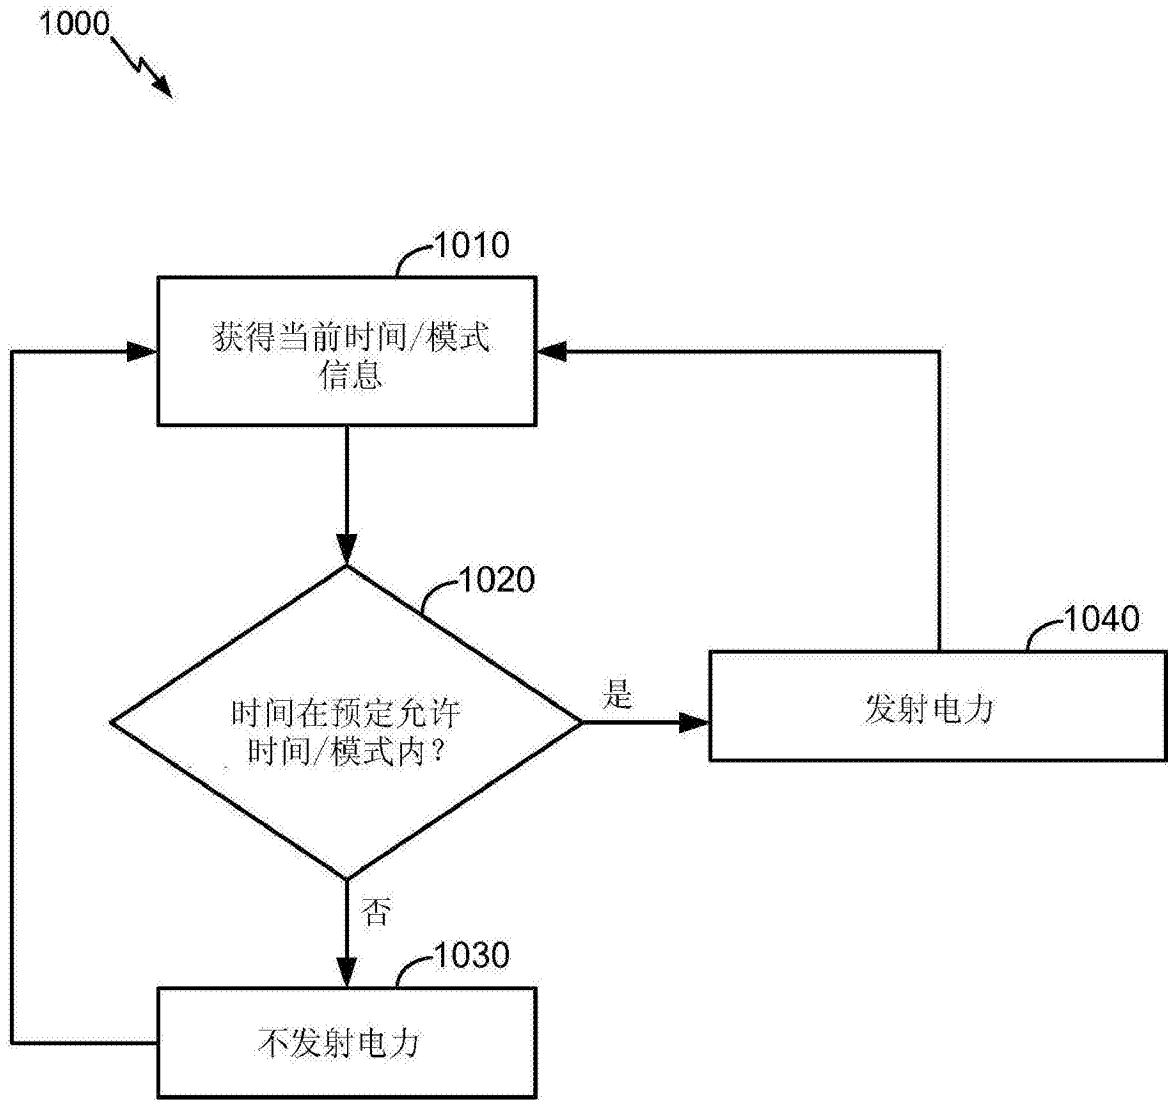 1000
1010
获得当前时间/模式
信息
1020
时间在预定允许
时间/模式内?
是
1040
发射电力
否
1030
不发射电力